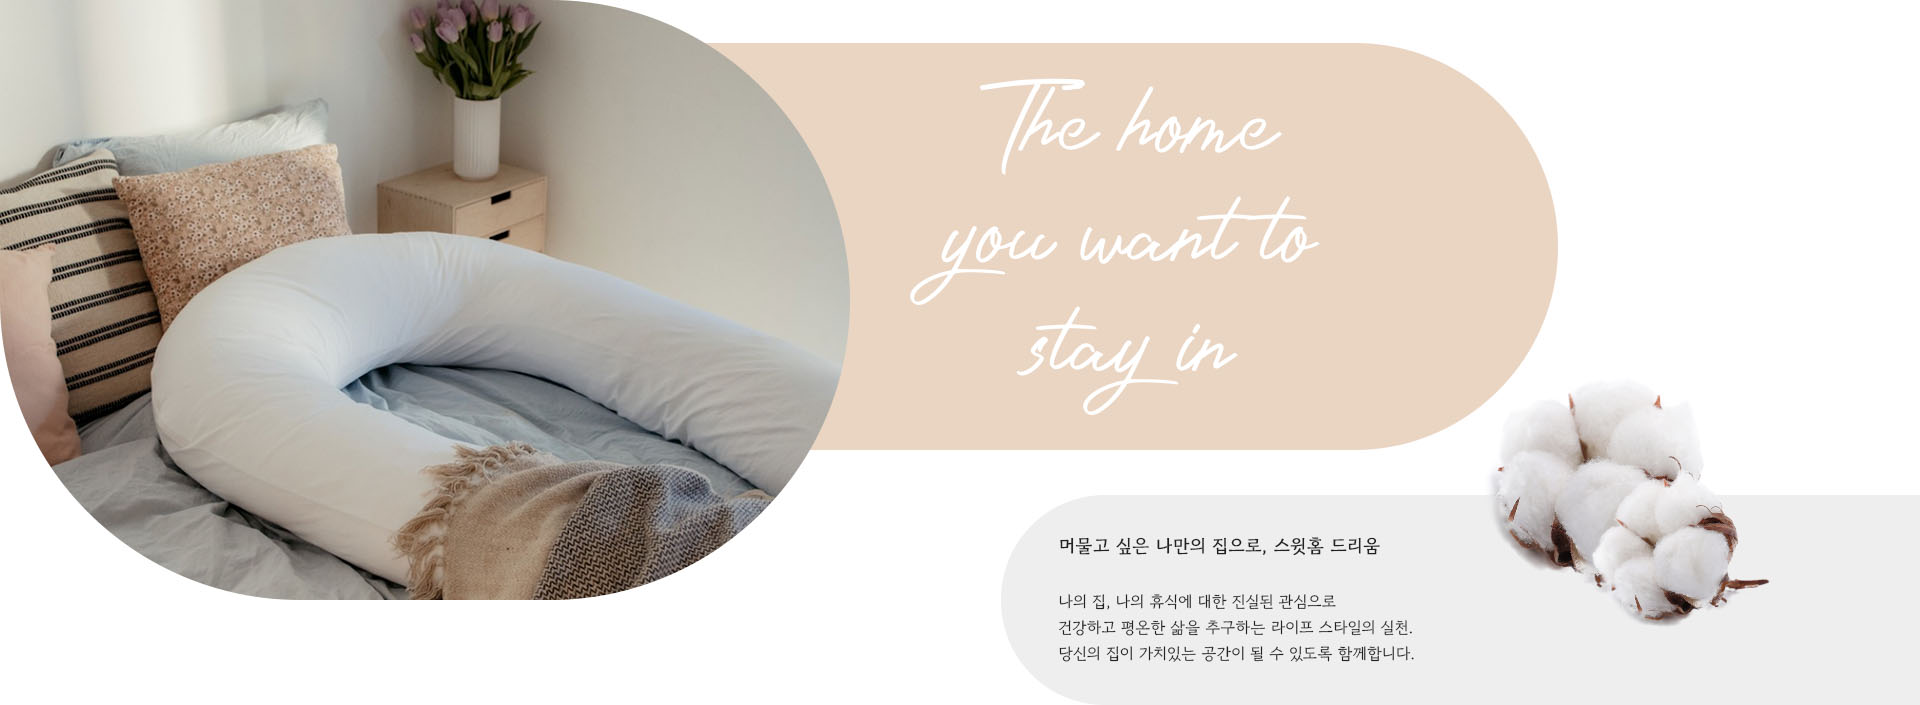 The home
you want to
stay in
머물고 싶은 나만의 집으로, 스윗홈 드리움
나의 집, 나의 휴식에 대한 진실된 관심으로
건강하고 평온한 삶을 추구하는 라이프 스타일의 실천.
당신의 집이 가치있는 공간이 될 수 있도록 함께합니다.